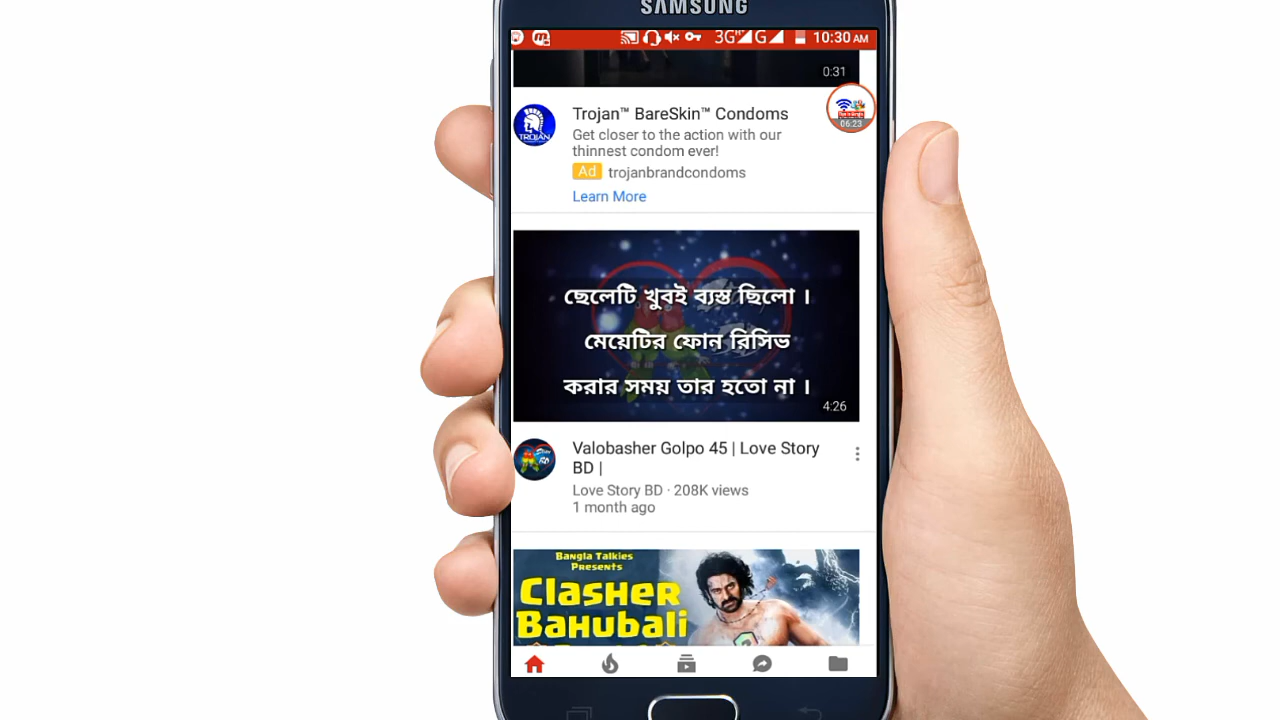 SAMSUNG
3G G 10:30 AM
0:31
06:23
TROJAN
Trojan™ BareSkin™ Condoms
Get closer to the action with our
thinnest condom ever!
Ad trojanbrandcondoms
Learn More
ছেলেটি খুবই ব্যস্ত ছিলো ।
মেয়েটির ফোন রিসিভ
করার সময় তার হতো না ।
4:26
Valobasher Golpo 45 | Love Story
BD |
Love Story BD · 208K views
1 month ago
Bangla Talkies
Presents
Clasher
Bahubali